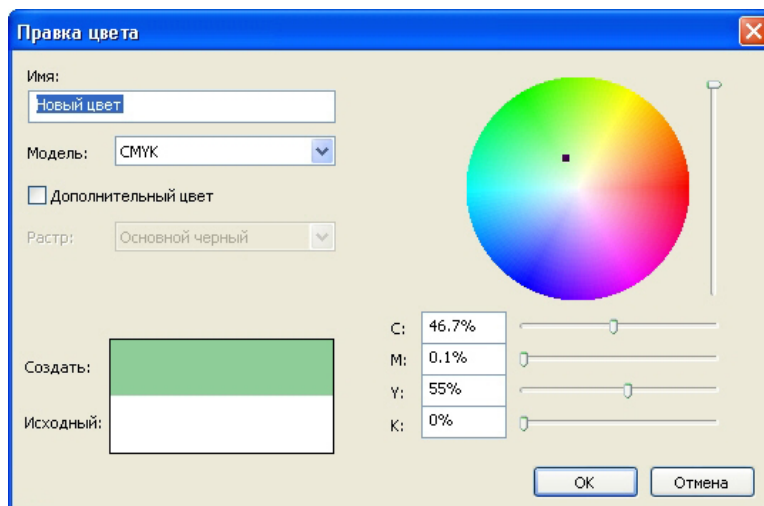 Правка цвета
Имя:
Новый цвет
Модель: CMYK
Дополнительный цвет
Растр: Основной черный
Создать:
Исходный:
C: 46.7%
M: 0.1%
Y: 55%
K: 0%
OK Отмена